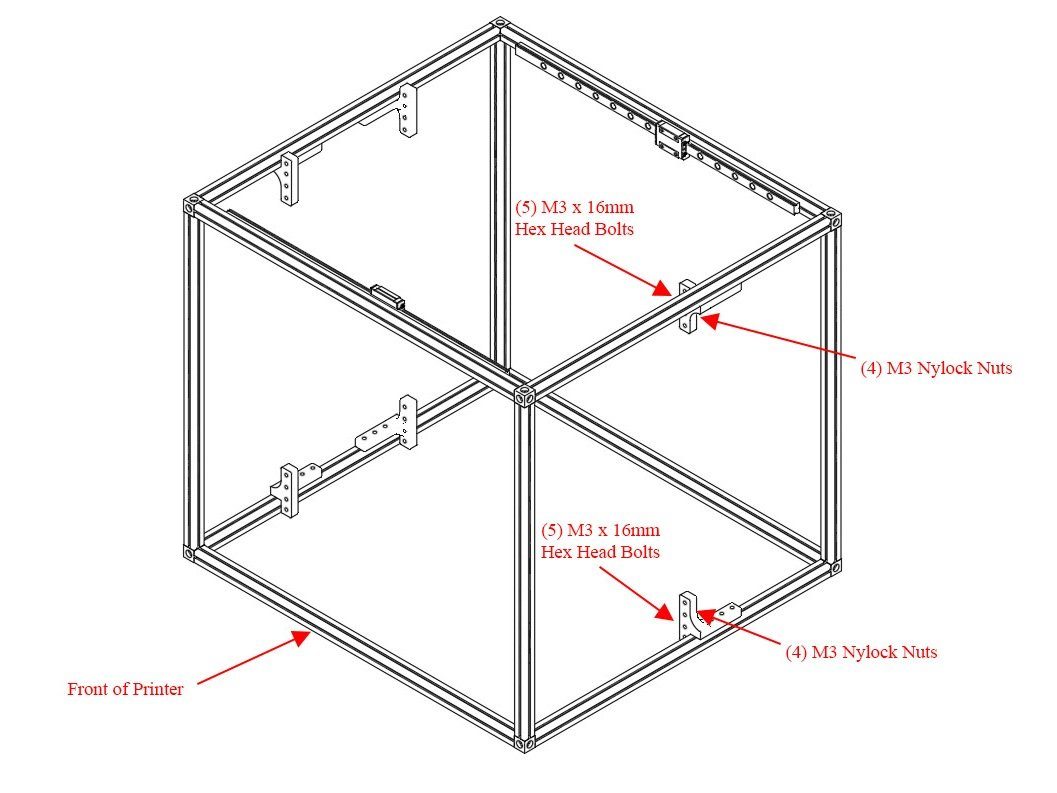 (5) M3 x 16mm
Hex Head Bolts
(4) M3 Nylock Nuts
(5) M3 x 16mm
Hex Head Bolts
(4) M3 Nylock Nuts
Front of Printer